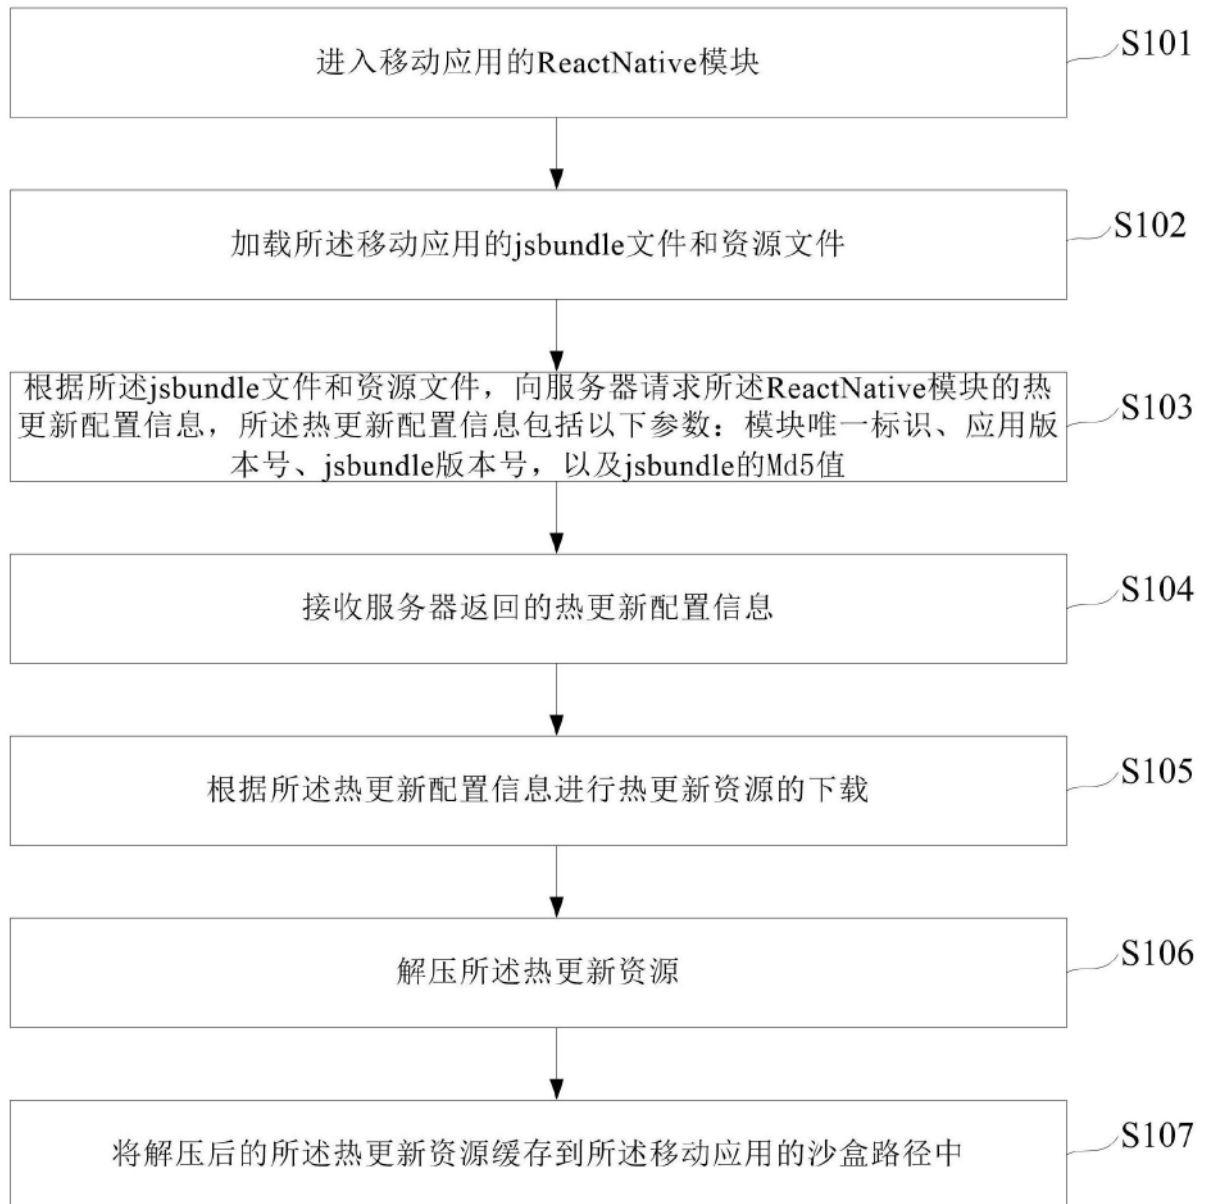 进入移动应用的ReactNative模块
S101
加载所述移动应用的jsbundle文件和资源文件
S102
根据所述jsbundle文件和资源文件，向服务器请求所述ReactNative模块的热
更新配置信息，所述热更新配置信息包括以下参数：模块唯一标识、应用版
本号、jsbundle版本号，以及jsbundle的Md5值
S103
接收服务器返回的热更新配置信息
S104
根据所述热更新配置信息进行热更新资源的下载
S105
解压所述热更新资源
S106
将解压后的所述热更新资源缓存到所述移动应用的沙盒路径中
S107